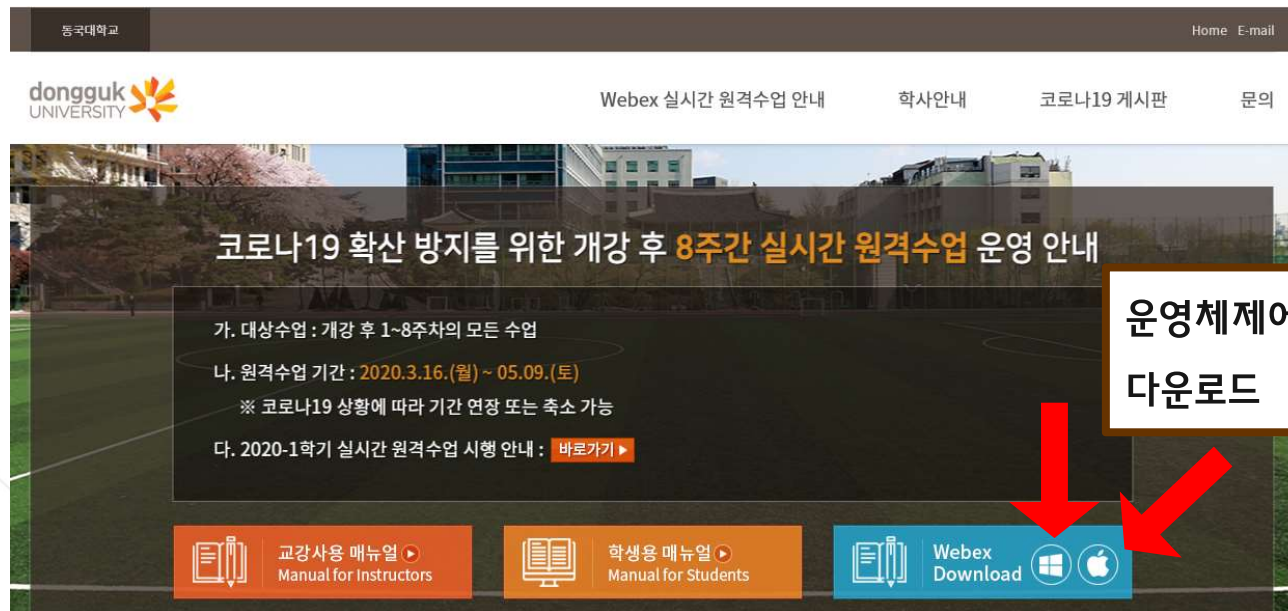 동국대학교
Home E-mail
dongguk
UNIVERSITY
Webex 실시간 원격수업 안내 학사안내 코로나19 게시판 문의
코로나19 확산 방지를 위한 개강 후 8주간 실시간 원격수업 운영 안내
가. 대상수업 : 개강 후 1~8주차의 모든 수업
나. 원격수업 기간 : 2020.3.16.(월) ~ 05.09.(토)
※ 코로나19 상황에 따라 기간 연장 또는 축소 가능
다. 2020-1학기 실시간 원격수업 시행 안내 : 바로가기
운영체제에
다운로드
교강사용 매뉴얼
Manual for Instructors
학생용 매뉴얼
Manual for Students
Webex
Download